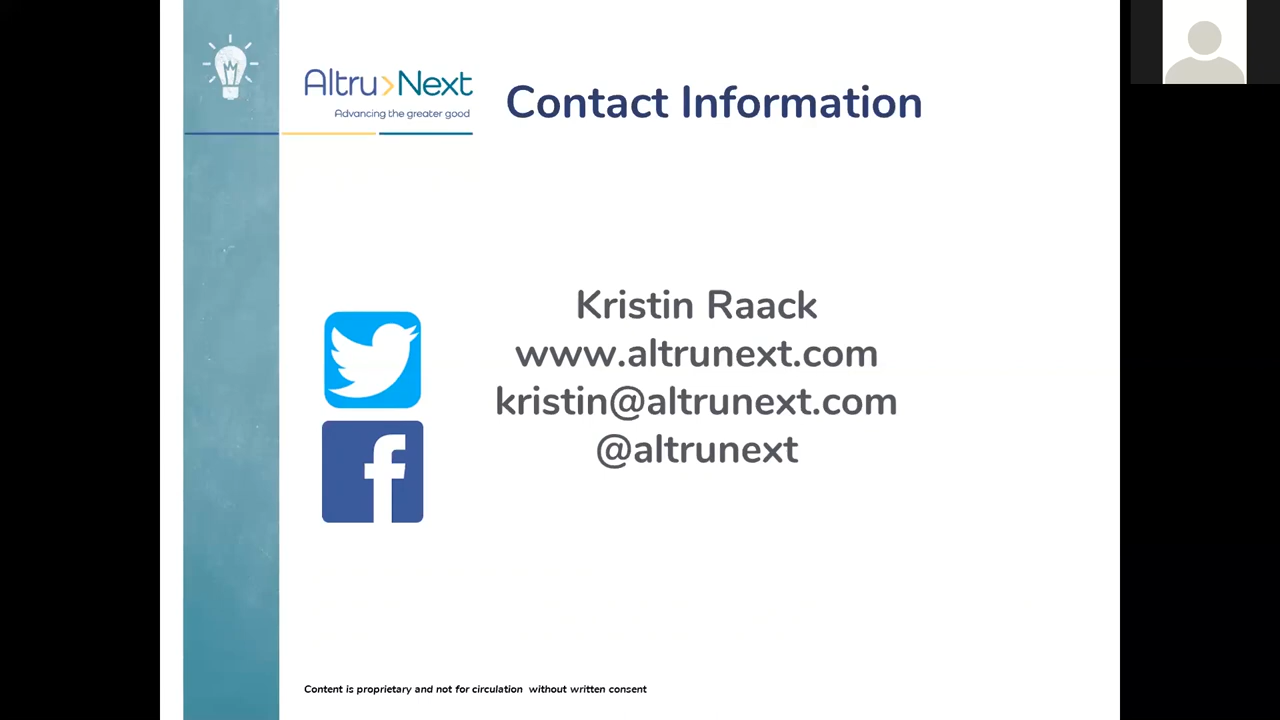 Altru>Next
Advancing the greater good
Contact Information
Kristin Raack
www.altrunext.com
kristin@altrunext.com
@altrunext
Content is proprietary and not for circulation without written consent